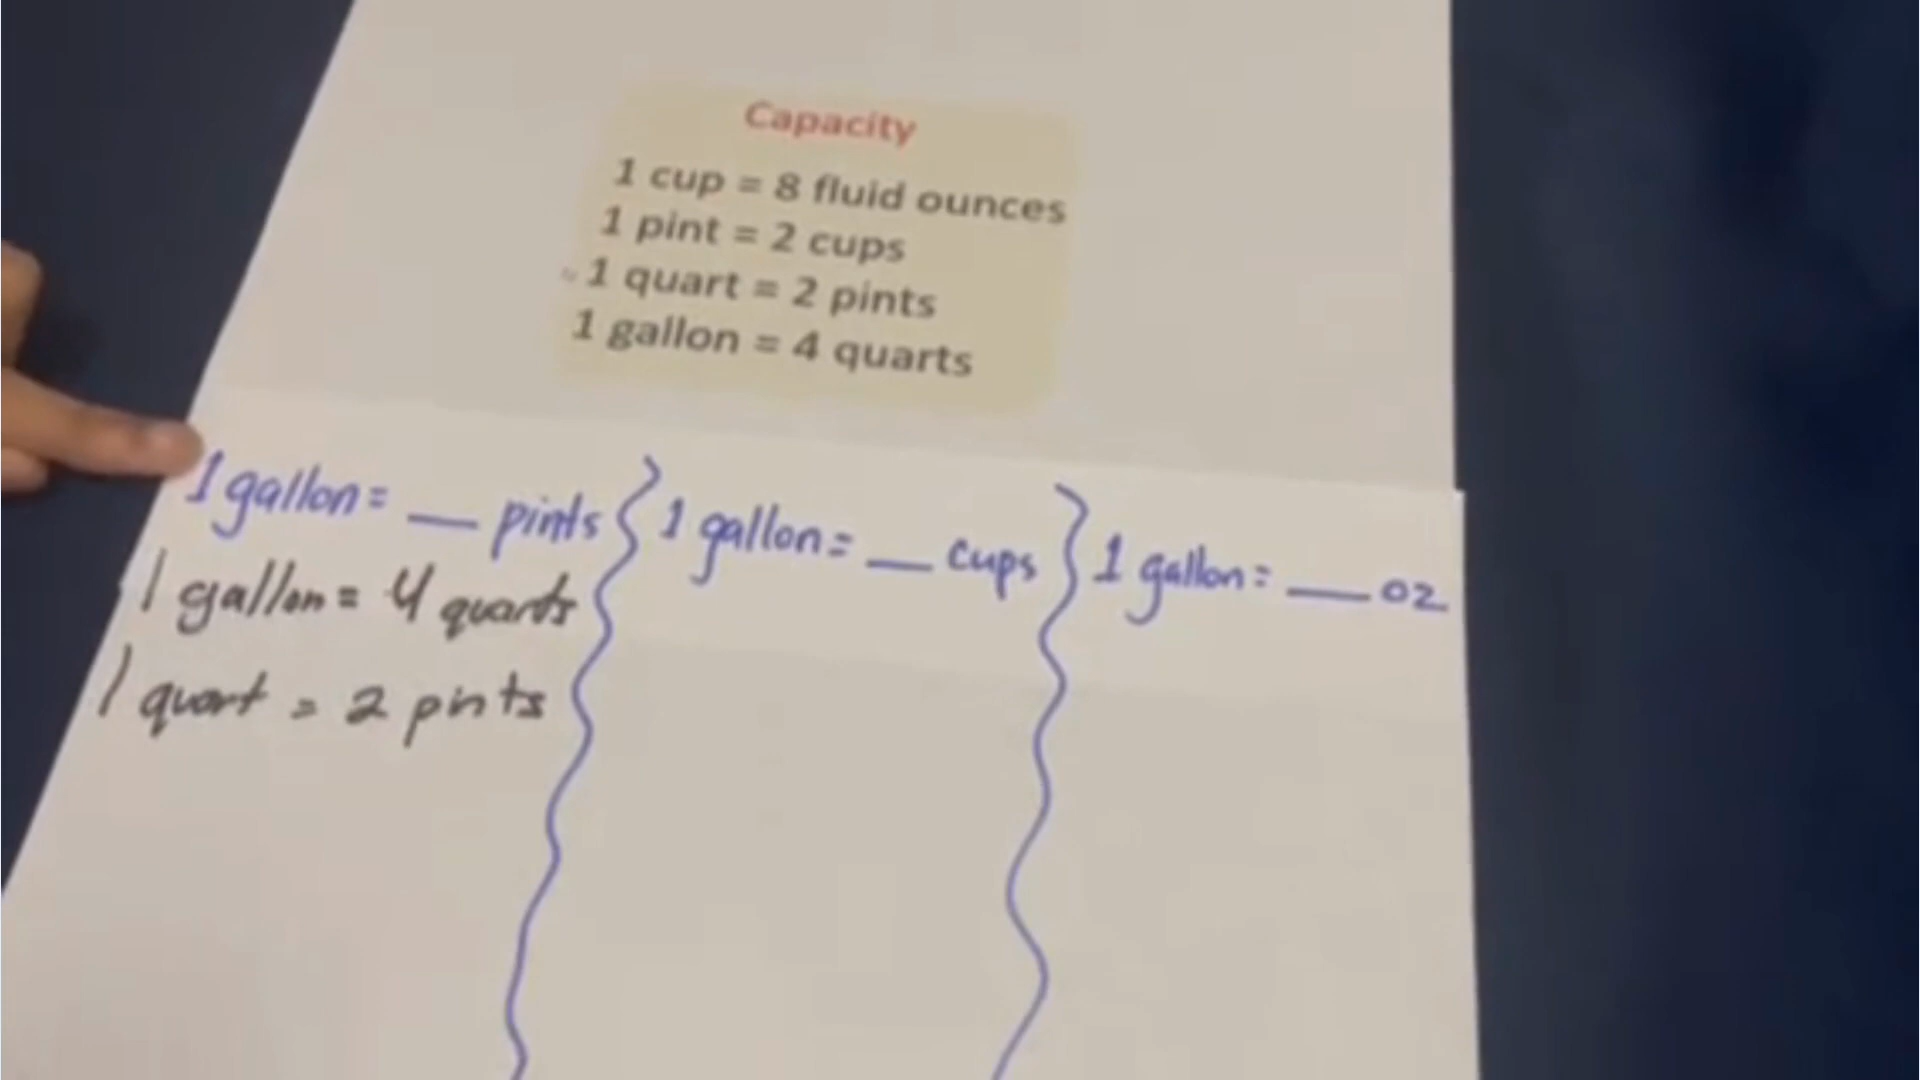 Capacity
1 cup = 8 fluid ounces
1 pint = 2 cups
1 quart = 2 pints
1 gallon = 4 quarts
1 gallon = __ pints
1 gallon = 4 quarts
1 quart = 2 pints
1 gallon = __ cups
1 gallon = __ oz